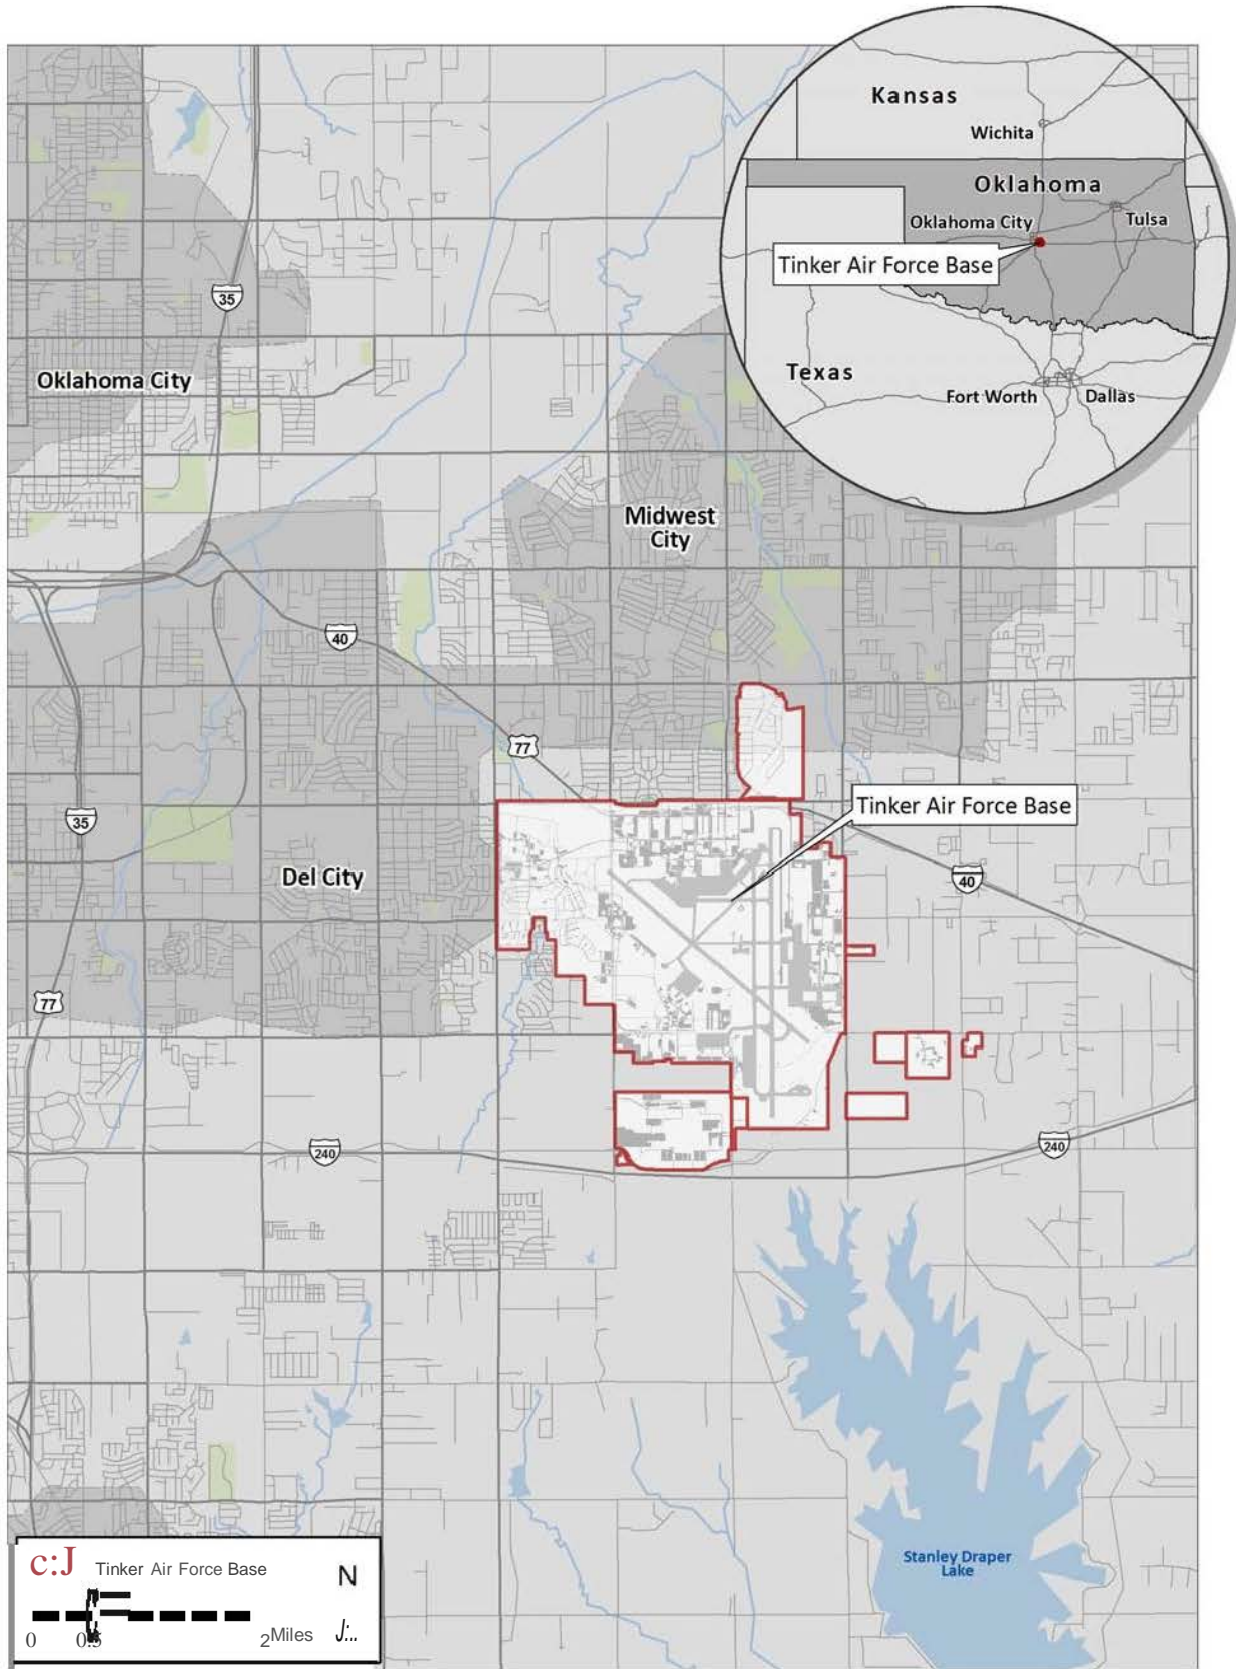 Kansas
Wichita
Oklahoma
Oklahoma City
Tulsa
Tinker Air Force Base
Texas
Fort Worth
Dallas
35
Oklahoma City
Midwest
City
40
77
Tinker Air Force Base
35
Del City
40
77
240
240
Stanley Draper
Lake
c:J Tinker Air Force Base
N
0
2Miles
J:...